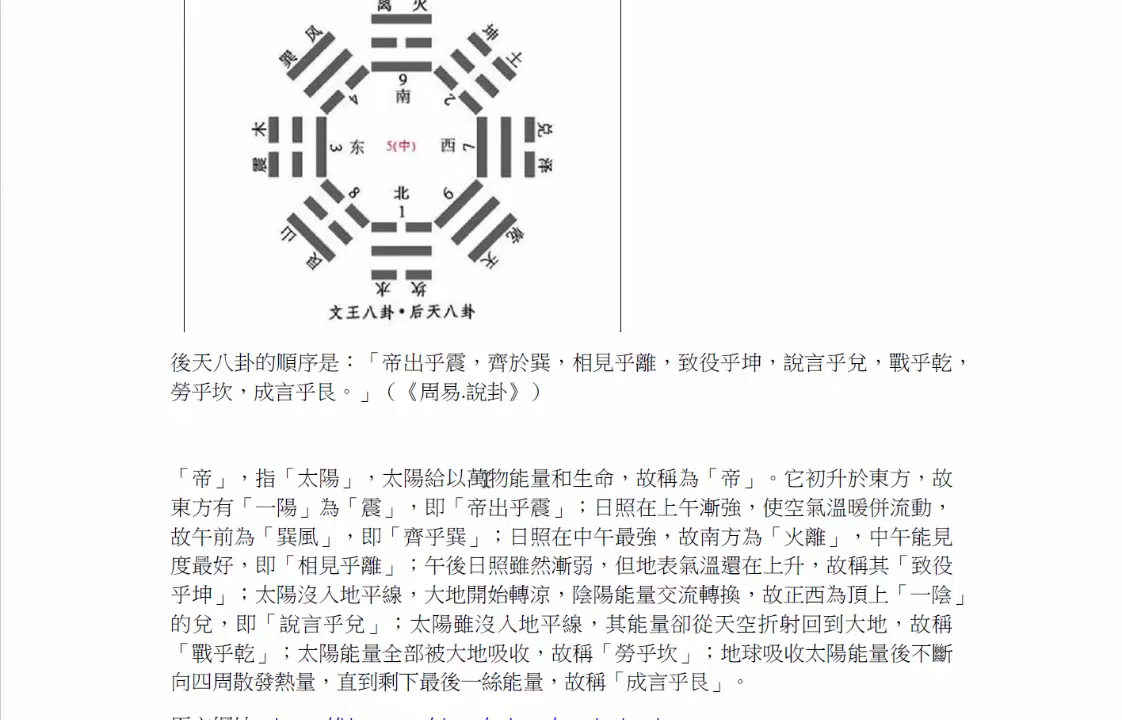 離 火
巽 风
坤 土
9
南
4
2
木
震
3 东
5(中)
西 7
兌
泽
8
北
6
1
山
艮
乾
天
水 坎
文王八卦•后天八卦
後天八卦的順序是：「帝出乎震，齊於巽，相見乎離，致役乎坤，說言乎兌，戰乎乾，
勞乎坎，成言乎艮。」（《周易.說卦》）
「帝」，指「太陽」，太陽給以萬物能量和生命，故稱為「帝」。它初升於東方，故
東方有「一陽」為「震」，即「帝出乎震」；日照在上午漸強，使空氣溫暖併流動，
故午前為「巽風」，即「齊乎巽」；日照在中午最強，故南方為「火離」，中午能見
度最好，即「相見乎離」；午後日照雖然漸弱，但地表氣溫還在上升，故稱其「致役
乎坤」；太陽沒入地平線，大地開始轉涼，陰陽能量交流轉換，故正西為頂上「一陰」
的兌，即「說言乎兌」；太陽雖沒入地平線，其能量卻從天空折射回到大地，故稱
「戰乎乾」；太陽能量全部被大地吸收，故稱「勞乎坎」；地球吸收太陽能量後不斷
向四周散發熱量，直到剩下最後一絲能量，故稱「成言乎艮」。